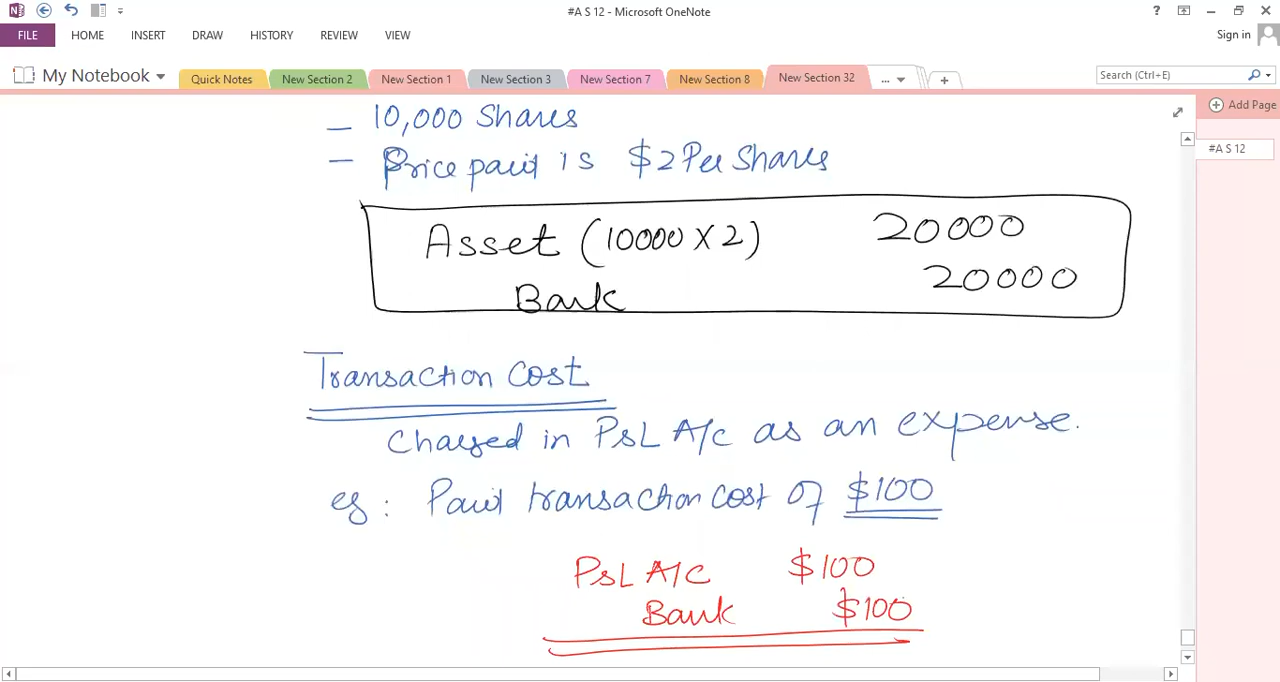 #A S 12 - Microsoft OneNote
?
FILE HOME INSERT DRAW HISTORY REVIEW VIEW
Sign in
My Notebook
Quick Notes New Section 2 New Section 1 New Section 3 New Section 7 New Section 8 New Section 32 ...
Search (Ctrl+E)
Add Page
#A S 12
— 10,000 Shares
— Price paid is $2 Per Shares
Asset (10000 X 2) 20000
Bank 20000
Transaction Cost
Charged in P&L A/c as an expense.
eg: Paid transaction cost of $100
P&L A/C $100
Bank $100